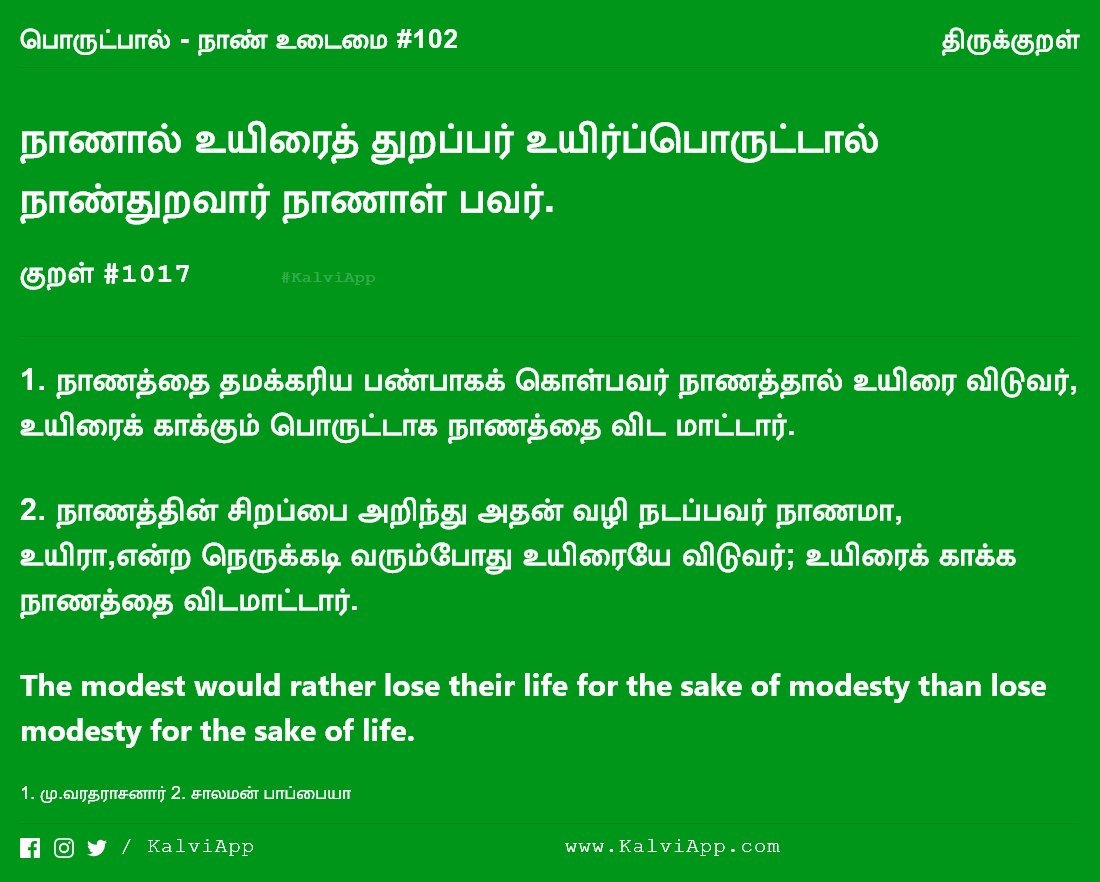 பொருட்பால் - நாண் உடைமை #102 திருக்குறள்
நாணால் உயிரைத் துறப்பர் உயிர்ப்பொருட்டால்
நாண்துறவார் நாணாள் பவர்.
குறள் #1017 #KalviApp
1. நாணத்தை தமக்கரிய பண்பாகக் கொள்பவர் நாணத்தால் உயிரை விடுவர்,
உயிரைக் காக்கும் பொருட்டாக நாணத்தை விட மாட்டார்.
2. நாணத்தின் சிறப்பை அறிந்து அதன் வழி நடப்பவர் நாணமா,
உயிரா,என்ற நெருக்கடி வரும்போது உயிரையே விடுவர்; உயிரைக் காக்க
நாணத்தை விடமாட்டார்.
The modest would rather lose their life for the sake of modesty than lose
modesty for the sake of life.
1. மு.வரதராசனார் 2. சாலமன் பாப்பையா
/ KalviApp www.KalviApp.com